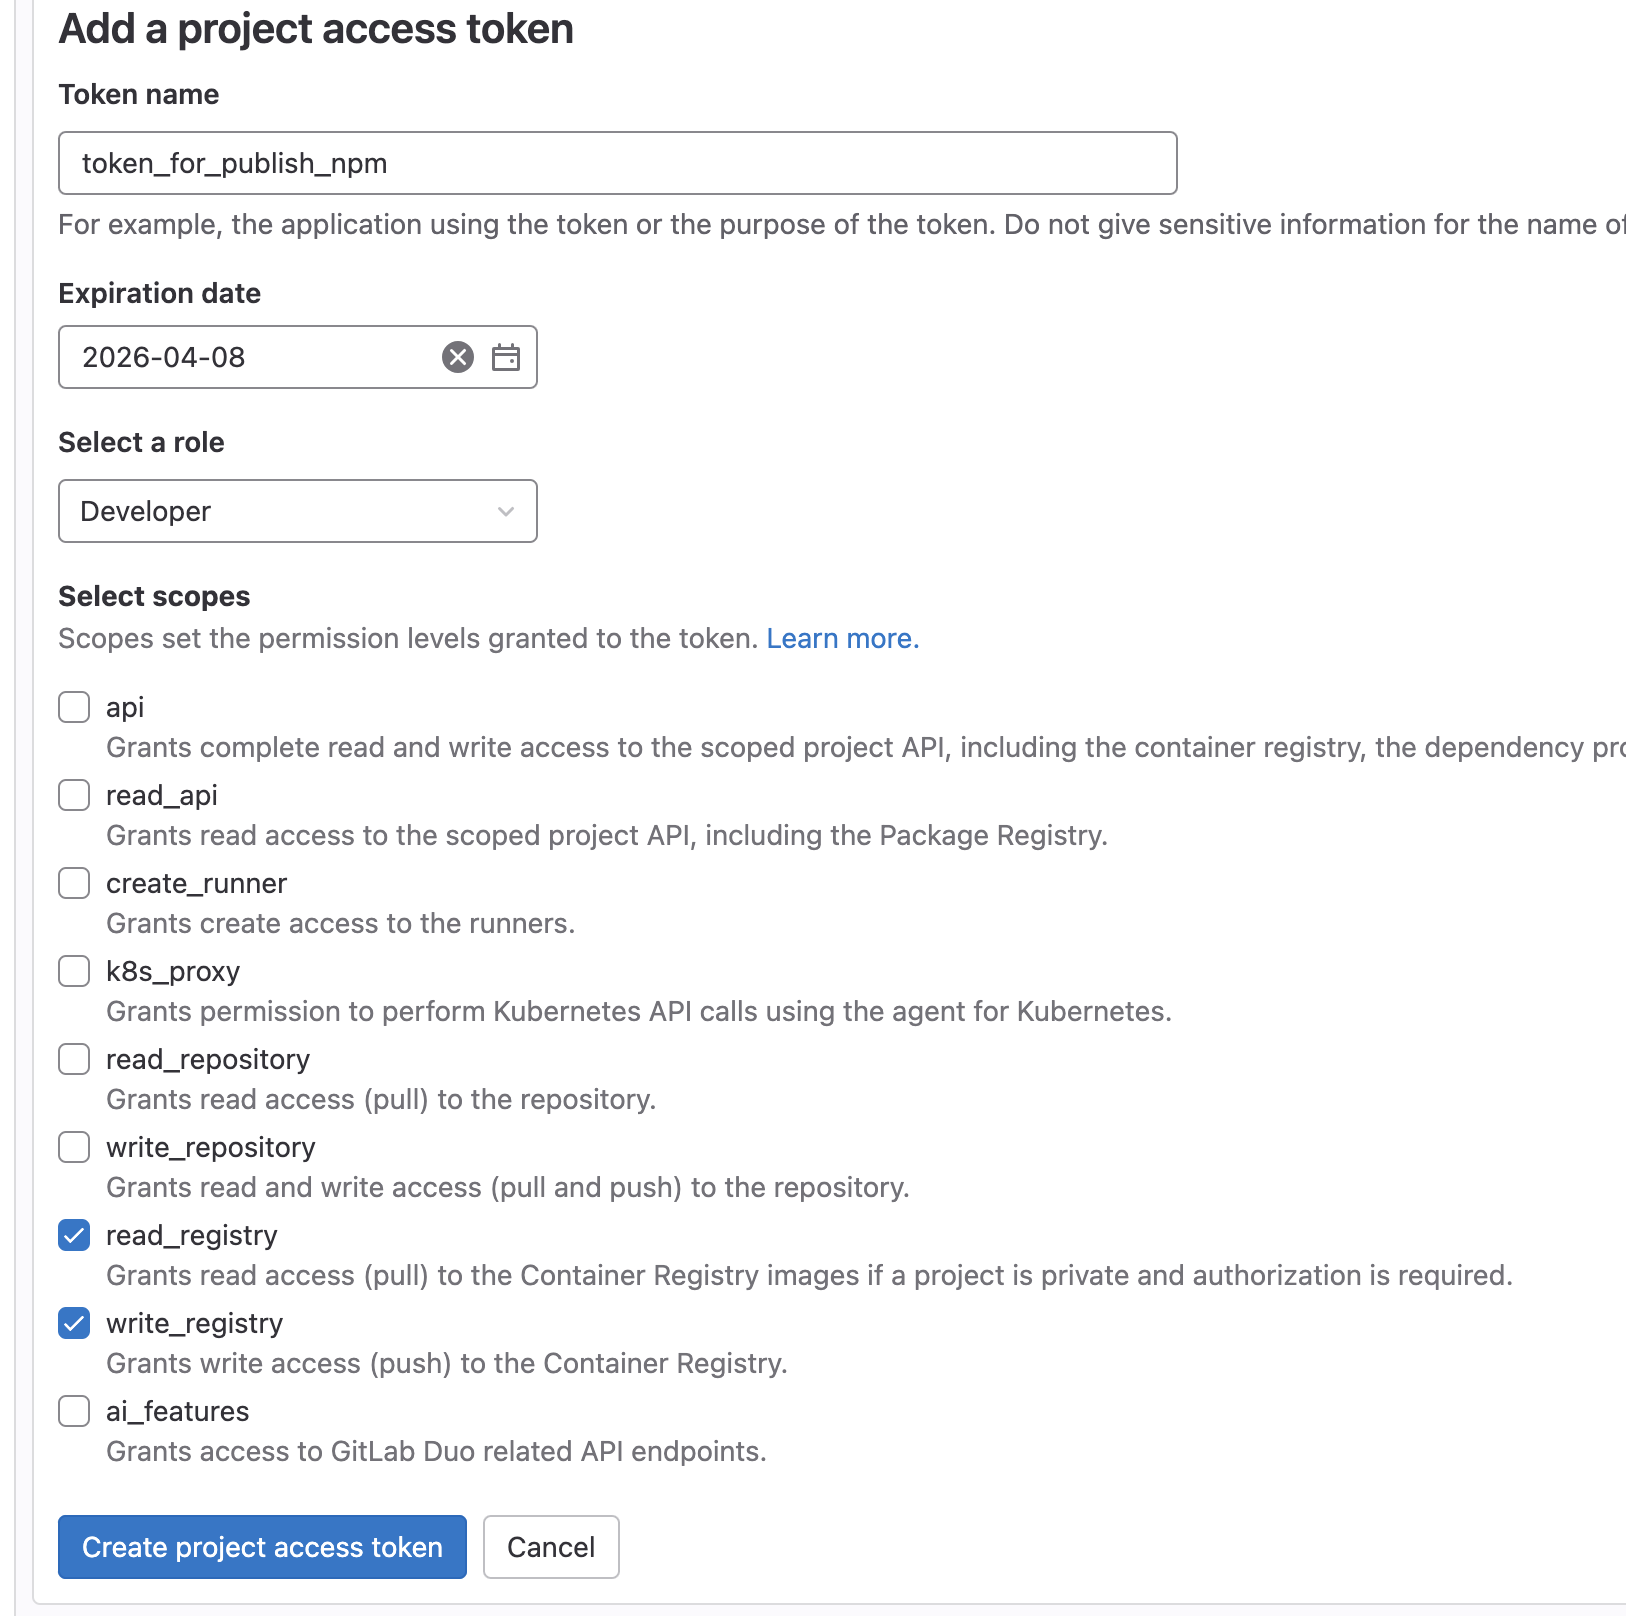 Add a project access token
Token name
token_for_publish_npm
For example, the application using the token or the purpose of the token. Do not give sensitive information for the name of
Expiration date
2026-04-08
Select a role
Developer
Select scopes
Scopes set the permission levels granted to the token. Learn more.
api
Grants complete read and write access to the scoped project API, including the container registry, the dependency
read_api
Grants read access to the scoped project API, including the Package Registry.
create_runner
Grants create access to the runners.
k8s_proxy
Grants permission to perform Kubernetes API calls using the agent for Kubernetes.
read_repository
Grants read access (pull) to the repository.
write_repository
Grants read and write access (pull and push) to the repository.
read_registry
Grants read access (pull) to the Container Registry images if a project is private and authorization is required.
write_registry
Grants write access (push) to the Container Registry.
ai_features
Grants access to GitLab Duo related API endpoints.
Create project access token
Cancel